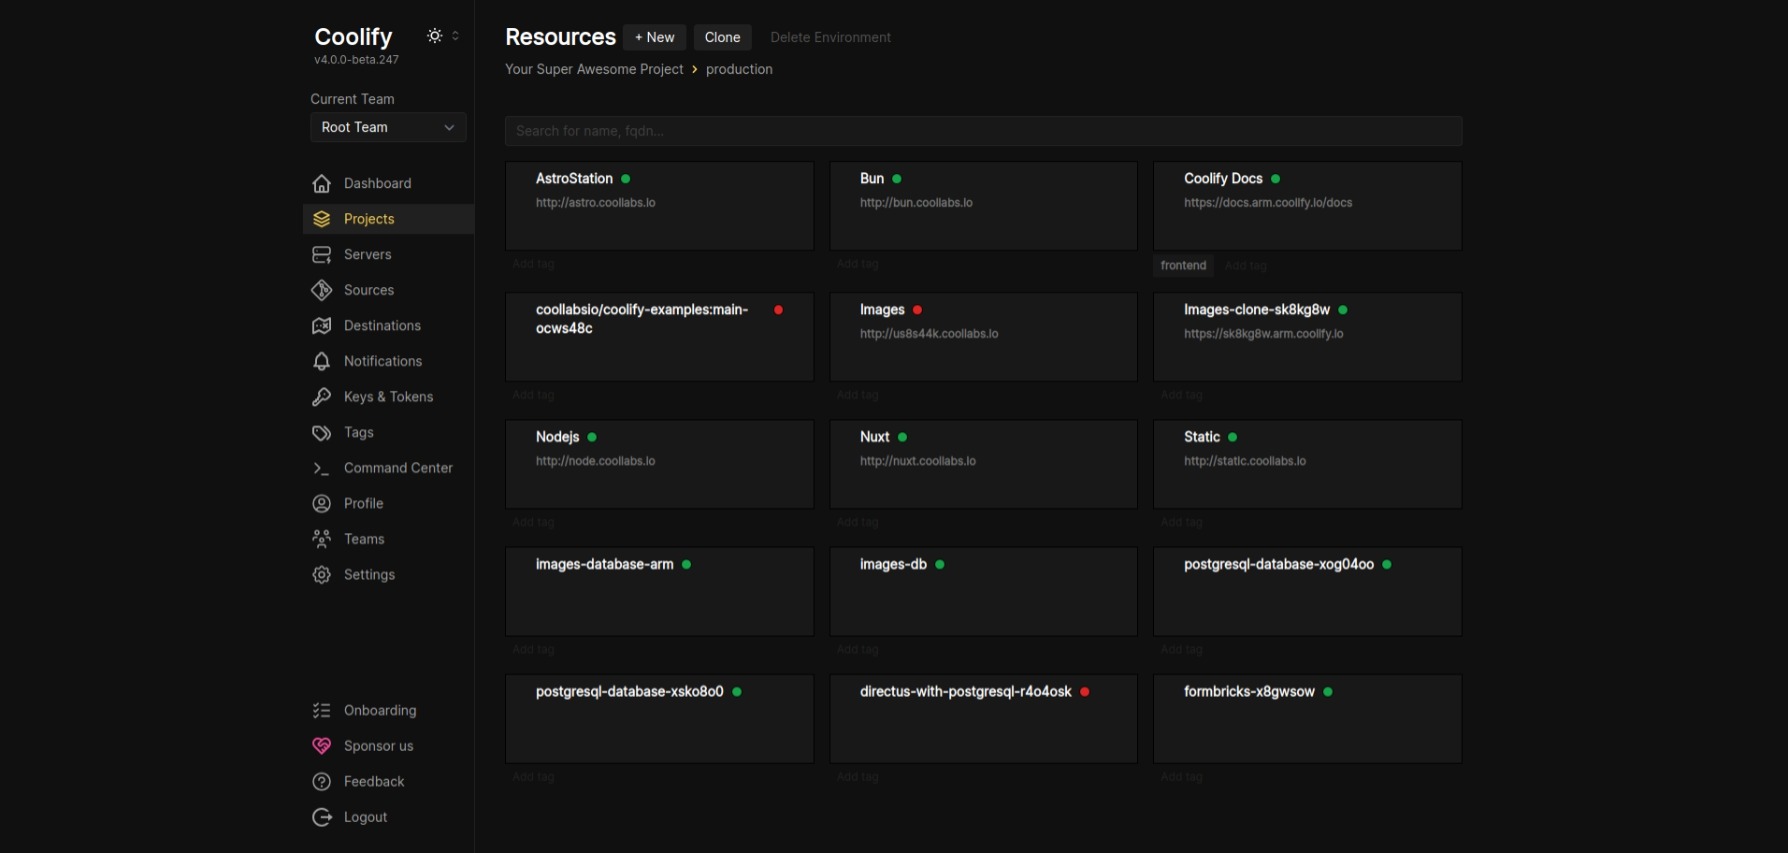 Coolify
v4.0.0-beta.247
Current Team
Root Team
Dashboard
Projects
Servers
Sources
Destinations
Notifications
Keys & Tokens
Tags
Command Center
Profile
Teams
Settings
Onboarding
Sponsor us
Feedback
Logout
Resources + New Clone Delete Environment
Your Super Awesome Project > production
Search for name, fqdn...
AstroStation
http://astro.coollabs.io
Add tag
Bun
http://bun.coollabs.io
Add tag
Coolify Docs
https://docs.arm.coolify.io/docs
frontend Add tag
coollabsio/coolify-examples:main-
ocws48c
Add tag
Images
http://us8s44k.coollabs.io
Add tag
Images-clone-sk8kg8w
https://sk8kg8w.arm.coolify.io
Add tag
Nodejs
http://node.coollabs.io
Add tag
Nuxt
http://nuxt.coollabs.io
Add tag
Static
http://static.coollabs.io
Add tag
images-database-arm
Add tag
images-db
Add tag
postgresql-database-xog04oo
Add tag
postgresql-database-xsko8o0
Add tag
directus-with-postgresql-r4o4osk
Add tag
formbricks-x8gwsow
Add tag